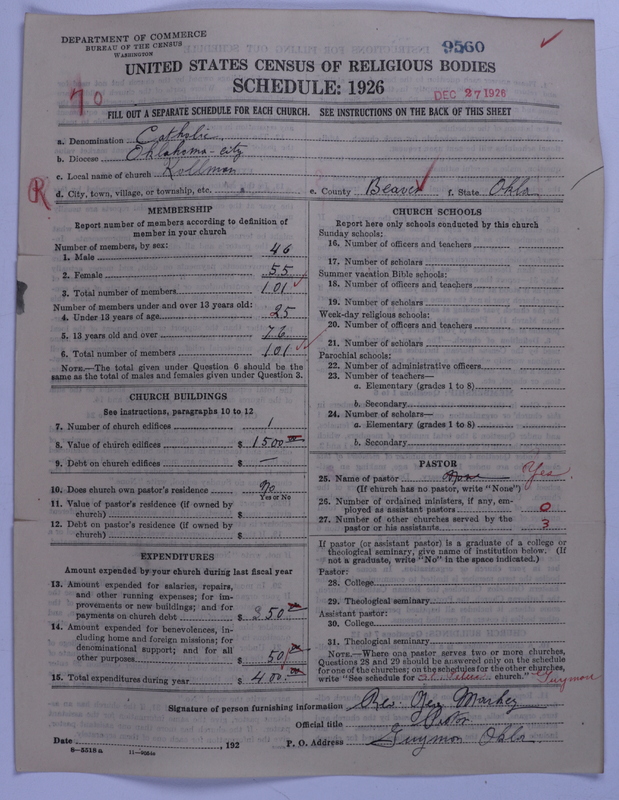 DEPARTMENT OF COMMERCE
BUREAU OF THE CENSUS
WASHINGTON
9560
UNITED STATES CENSUS OF RELIGIOUS BODIES
SCHEDULE: 1926
DEC 27 1926
FILL OUT A SEPARATE SCHEDULE FOR EACH CHURCH. SEE INSTRUCTIONS ON THE BACK OF THIS SHEET
a. Denomination Catholic
b. Diocese Oklahoma-city
c. Local name of church Kollman
d. City, town, village, or township, etc.
e. County Beaver f. State Okla
R
MEMBERSHIP
Report number of members according to definition of
member in your church
Number of members, by sex:
1. Male 46
2. Female 55
3. Total number of members 101
Number of members under and over 13 years old:
4. Under 13 years of age 25
5. 13 years old and over 76
6. Total number of members 101
NOTE.—The total given under Question 6 should be
same as the total of males and females given under Question 3.
CHURCH BUILDINGS
See instructions, paragraphs 10 to 12
7. Number of church edifices 1
8. Value of church edifices $ 1500 00
9. Debt on church edifices $ —
10. Does church own pastor's residence No
Yes or No
11. Value of pastor's residence (if owned by
church) $
12. Debt on pastor's residence (if owned by
church) $
EXPENDITURES
Amount expended by your church during last fiscal year
13. Amount expended for salaries, repairs,
and other running expenses; for im-
provements or new buildings; and for
payments on church debt $ 350 00
14. Amount expended for benevolences, in-
cluding home and foreign missions; for
denominational support; and for all
other purposes $ 50 00
15. Total expenditures during year $ 400 00
CHURCH SCHOOLS
Report here only schools conducted by this church
Sunday schools:
16. Number of officers and teachers
17. Number of scholars
Summer vacation Bible schools:
18. Number of officers and teachers
19. Number of scholars
Week-day religious schools:
20. Number of officers and teachers
21. Number of scholars
Parochial schools:
22. Number of administrative officers
23. Number of teachers—
a. Elementary (grades 1 to 8)
b. Secondary
24. Number of scholars—
a. Elementary (grades 1 to 8)
b. Secondary
PASTOR
25. Name of pastor None Yes
(If church has no pastor, write "None")
26. Number of ordained ministers, if any, em-
ployed as assistant pastors 0
27. Number of other churches served by the
pastor or his assistants 3
If pastor (or assistant pastor) is a graduate of a college or
theological seminary, give name of institution below. (If
not a graduate, write "No" in the space indicated.)
Pastor:
28. College
29. Theological seminary
Assistant pastor:
30. College
31. Theological seminary
NOTE.—Where one pastor serves two or more churches,
Questions 28 and 29 should be answered only on the schedule
for one of the churches; on the schedules for the other churches,
write "See schedule for St. Peters church." Guymon
Signature of person furnishing information Markey
Official title Pastor
Date , 192 P. O. Address Guymon Okla
8—5518 a